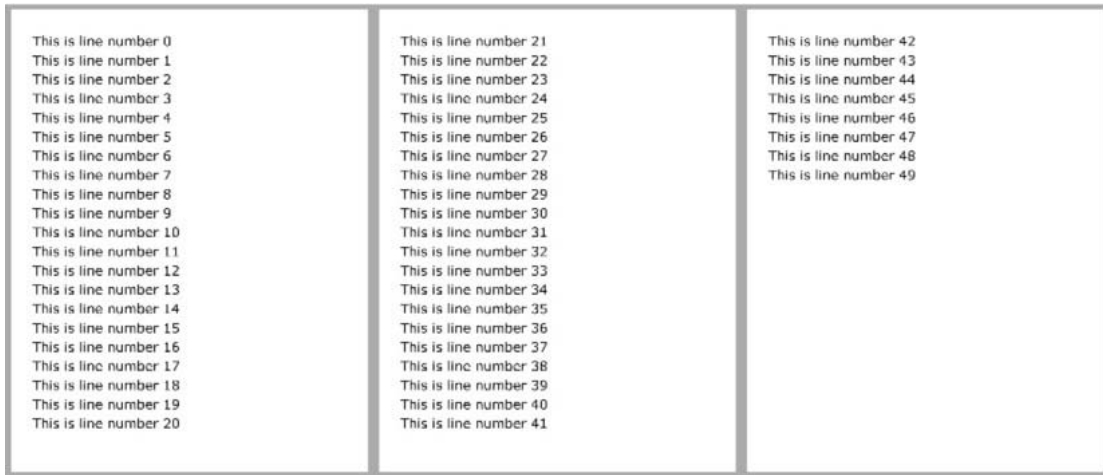 This is line number 0
This is line number 1
This is line number 2
This is line number 3
This is line number 4
This is line number 5
This is line number 6
This is line number 7
This is line number 8
This is line number 9
This is line number 10
This is line number 11
This is line number 12
This is line number 13
This is line number 14
This is line number 15
This is line number 16
This is line number 17
This is line number 18
This is line number 19
This is line number 20
This is line number 21
This is line number 22
This is line number 23
This is line number 24
This is line number 25
This is line number 26
This is line number 27
This is line number 28
This is line number 29
This is line number 30
This is line number 31
This is line number 32
This is line number 33
This is line number 34
This is line number 35
This is line number 36
This is line number 37
This is line number 38
This is line number 39
This is line number 40
This is line number 41
This is line number 42
This is line number 43
This is line number 44
This is line number 45
This is line number 46
This is line number 47
This is line number 48
This is line number 49